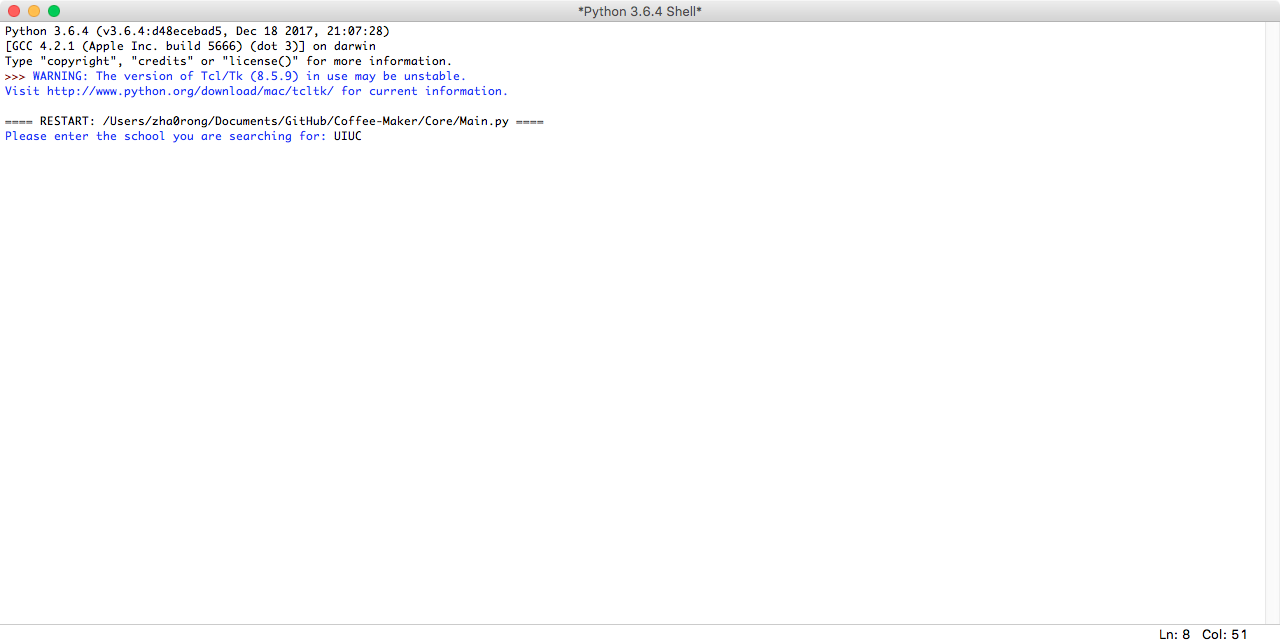 *Python 3.6.4 Shell*
Python 3.6.4 (v3.6.4:d48ecebad5, Dec 18 2017, 21:07:28)
[GCC 4.2.1 (Apple Inc. build 5666) (dot 3)] on darwin
Type "copyright", "credits" or "license()" for more information.
>>> WARNING: The version of Tcl/Tk (8.5.9) in use may be unstable.
Visit http://www.python.org/download/mac/tcltk/ for current information.
==== RESTART: /Users/zha0rong/Documents/GitHub/Coffee-Maker/Core/Main.py ====
Please enter the school you are searching for: UIUC
Ln: 8 Col: 51